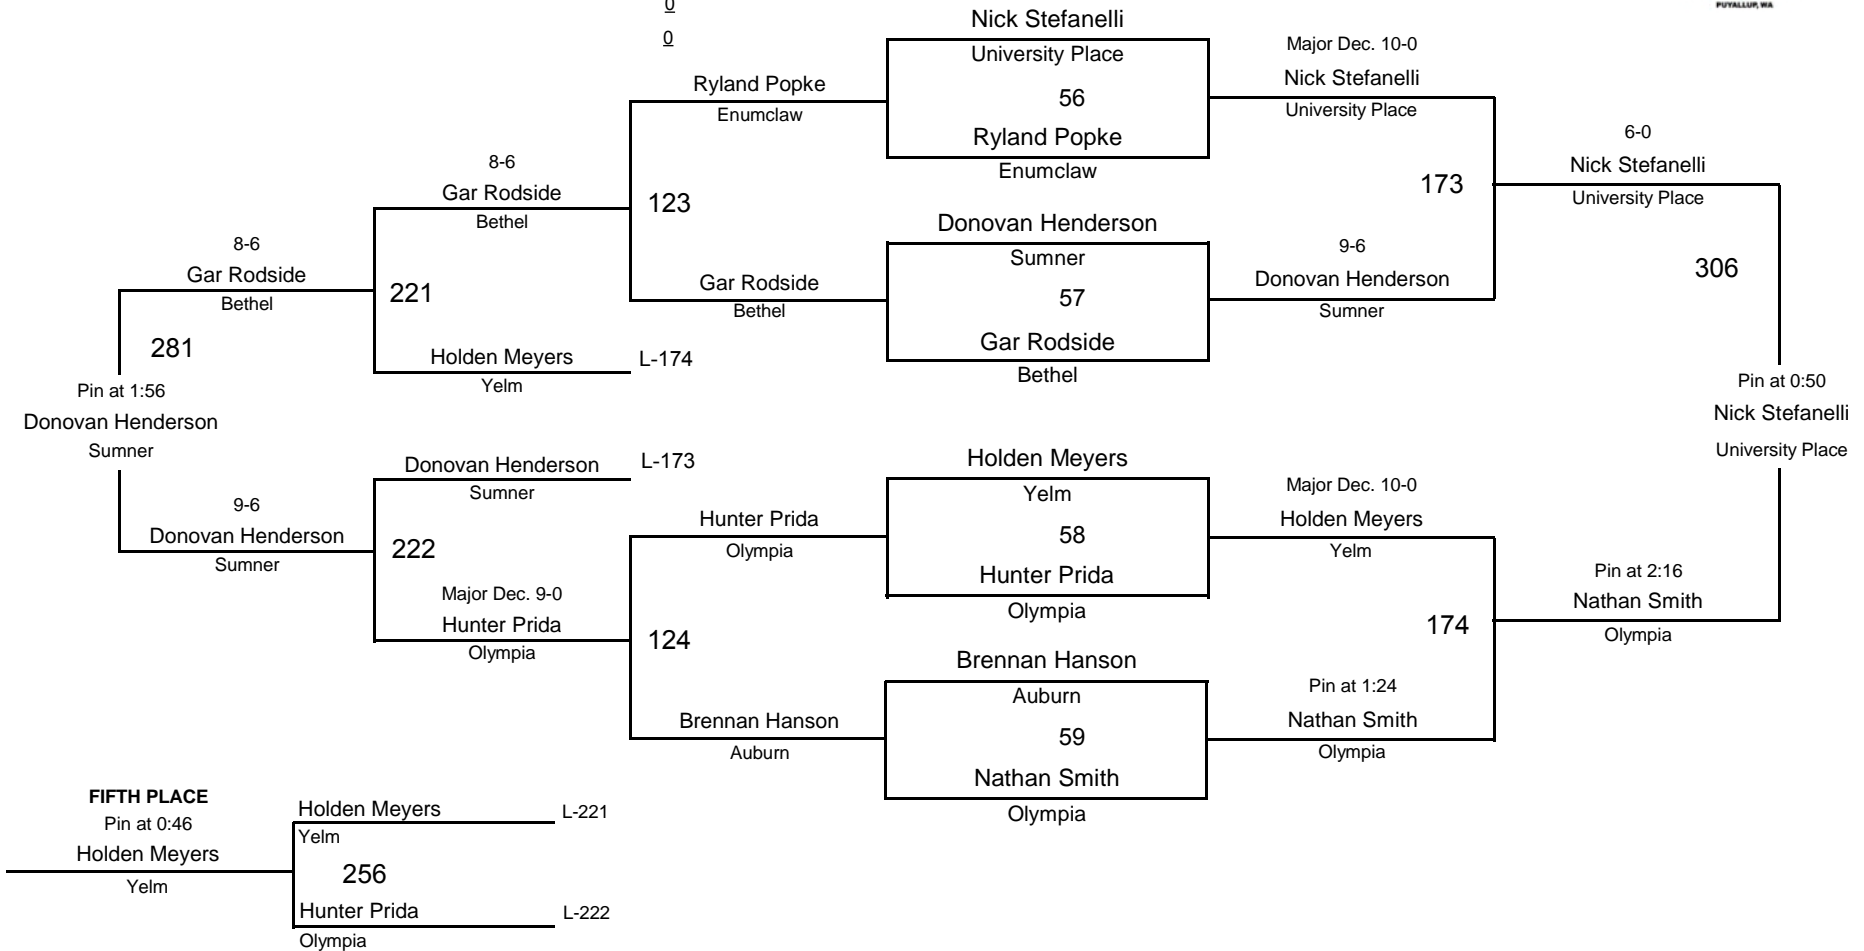 0
0
PUYALLUP, WA
Nick Stefanelli
University Place
56
Ryland Popke
Enumclaw
Donovan Henderson
Sumner
57
Gar Rodside
Bethel
Holden Meyers
Yelm
58
Hunter Prida
Olympia
Brennan Hanson
Auburn
59
Nathan Smith
Olympia
Major Dec. 10-0
Nick Stefanelli
University Place
173
9-6
Donovan Henderson
Sumner
Major Dec. 10-0
Holden Meyers
Yelm
174
Pin at 1:24
Nathan Smith
Olympia
6-0
Nick Stefanelli
University Place
306
Pin at 2:16
Nathan Smith
Olympia
Pin at 0:50
Nick Stefanelli
University Place
Ryland Popke
Enumclaw
123
Gar Rodside
Bethel
Hunter Prida
Olympia
124
Brennan Hanson
Auburn
8-6
Gar Rodside
Bethel
221
Holden Meyers
L-174
Yelm
Donovan Henderson
L-173
Sumner
222
Major Dec. 9-0
Hunter Prida
Olympia
8-6
Gar Rodside
Bethel
281
Pin at 1:56
Donovan Henderson
Sumner
9-6
Donovan Henderson
Sumner
FIFTH PLACE
Pin at 0:46
Holden Meyers
Yelm
Holden Meyers
L-221
Yelm
256
Hunter Prida
L-222
Olympia